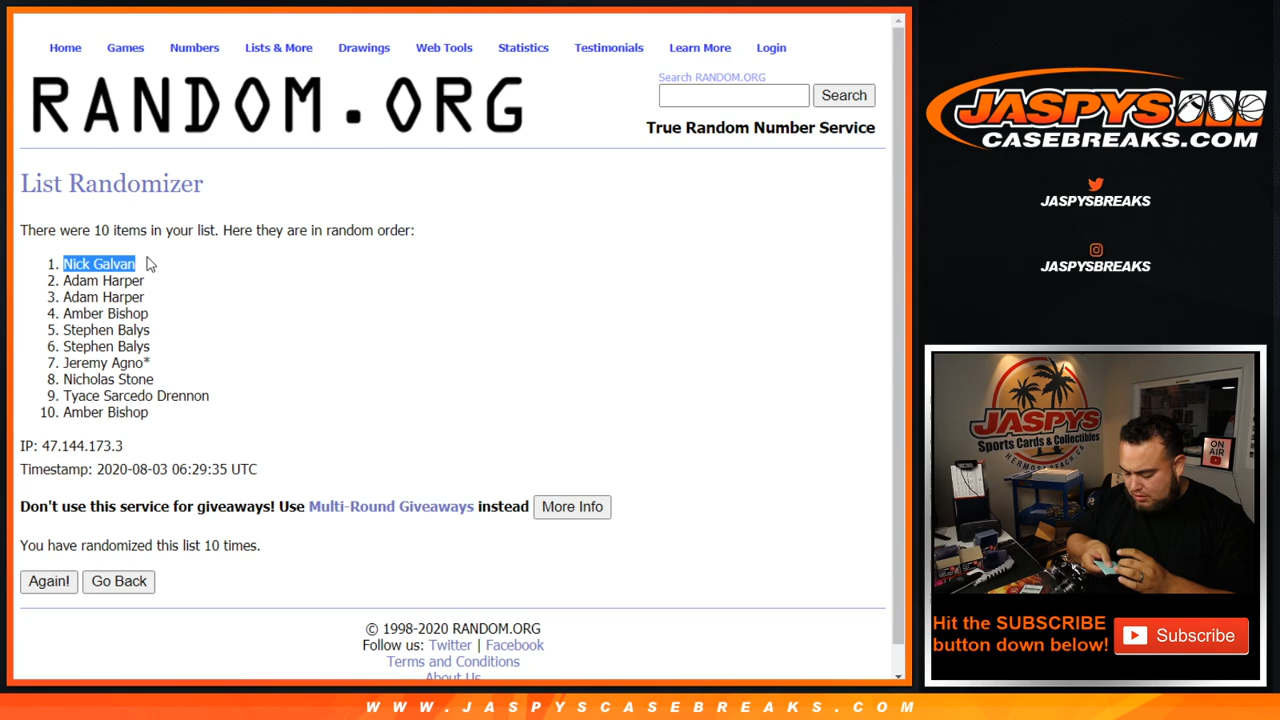 Home Games Numbers Lists & More Drawings Web Tools Statistics Testimonials Learn More Login
RANDOM.ORG
Search RANDOM.ORG
Search
True Random Number Service
List Randomizer
There were 10 items in your list. Here they are in random order:
1. Nick Galvan
2. Adam Harper
3. Adam Harper
4. Amber Bishop
5. Stephen Balys
6. Stephen Balys
7. Jeremy Agno*
8. Nicholas Stone
9. Tyace Sarcedo Drennon
10. Amber Bishop
IP: 47.144.173.3
Timestamp: 2020-08-03 06:29:35 UTC
Don't use this service for giveaways! Use Multi-Round Giveaways instead More Info
You have randomized this list 10 times.
Again! Go Back
© 1998-2020 RANDOM.ORG
Follow us: Twitter | Facebook
Terms and Conditions
About Us
JASPYS
CASEBREAKS.COM
JASPYSBREAKS
JASPYSBREAKS
JASPYS
Sports Cards & Collectibles
HERMOSA BEACH, CA
ON AIR
Hit the SUBSCRIBE
button down below!
Subscribe
WWW.JASPYSCASEBREAKS.COM